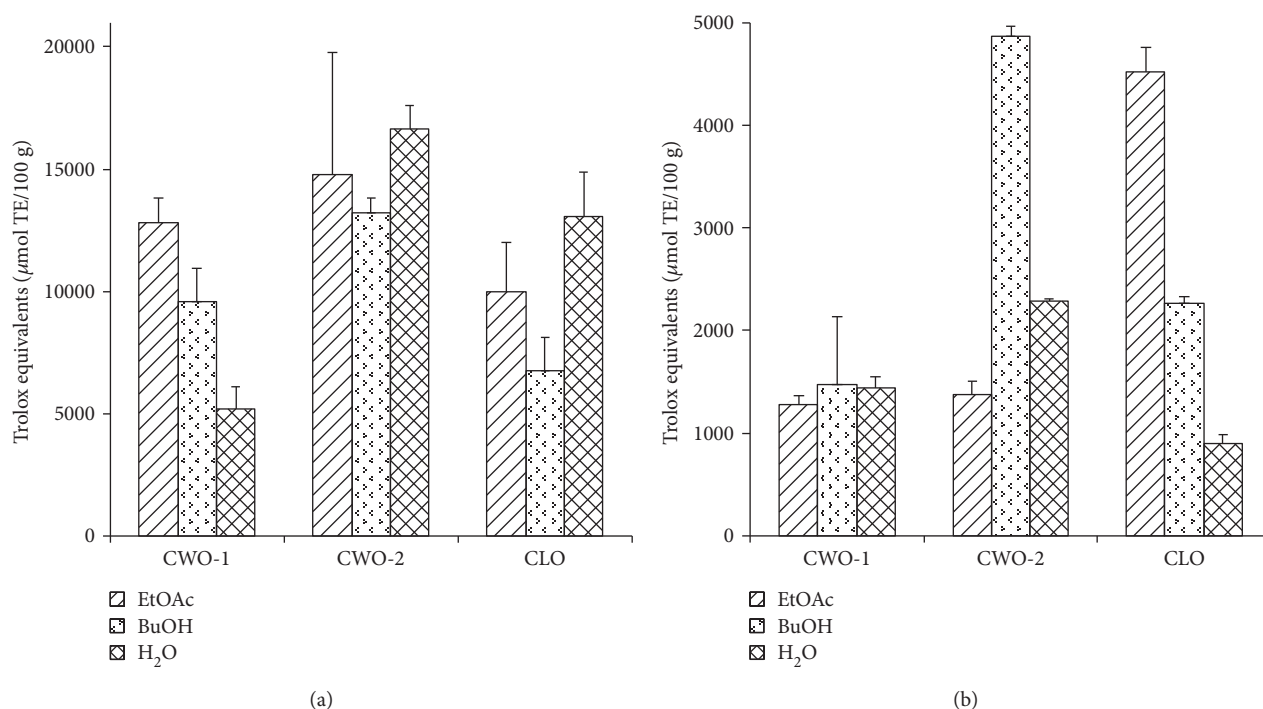 Trolox equivalents (μmol TE/100 g)
20000
15000
10000
5000
0
CWO-1 CWO-2 CLO
EtOAc
BuOH
H₂O
(a)
Trolox equivalents (μmol TE/100 g)
5000
4000
3000
2000
1000
0
CWO-1 CWO-2 CLO
EtOAc
BuOH
H₂O
(b)